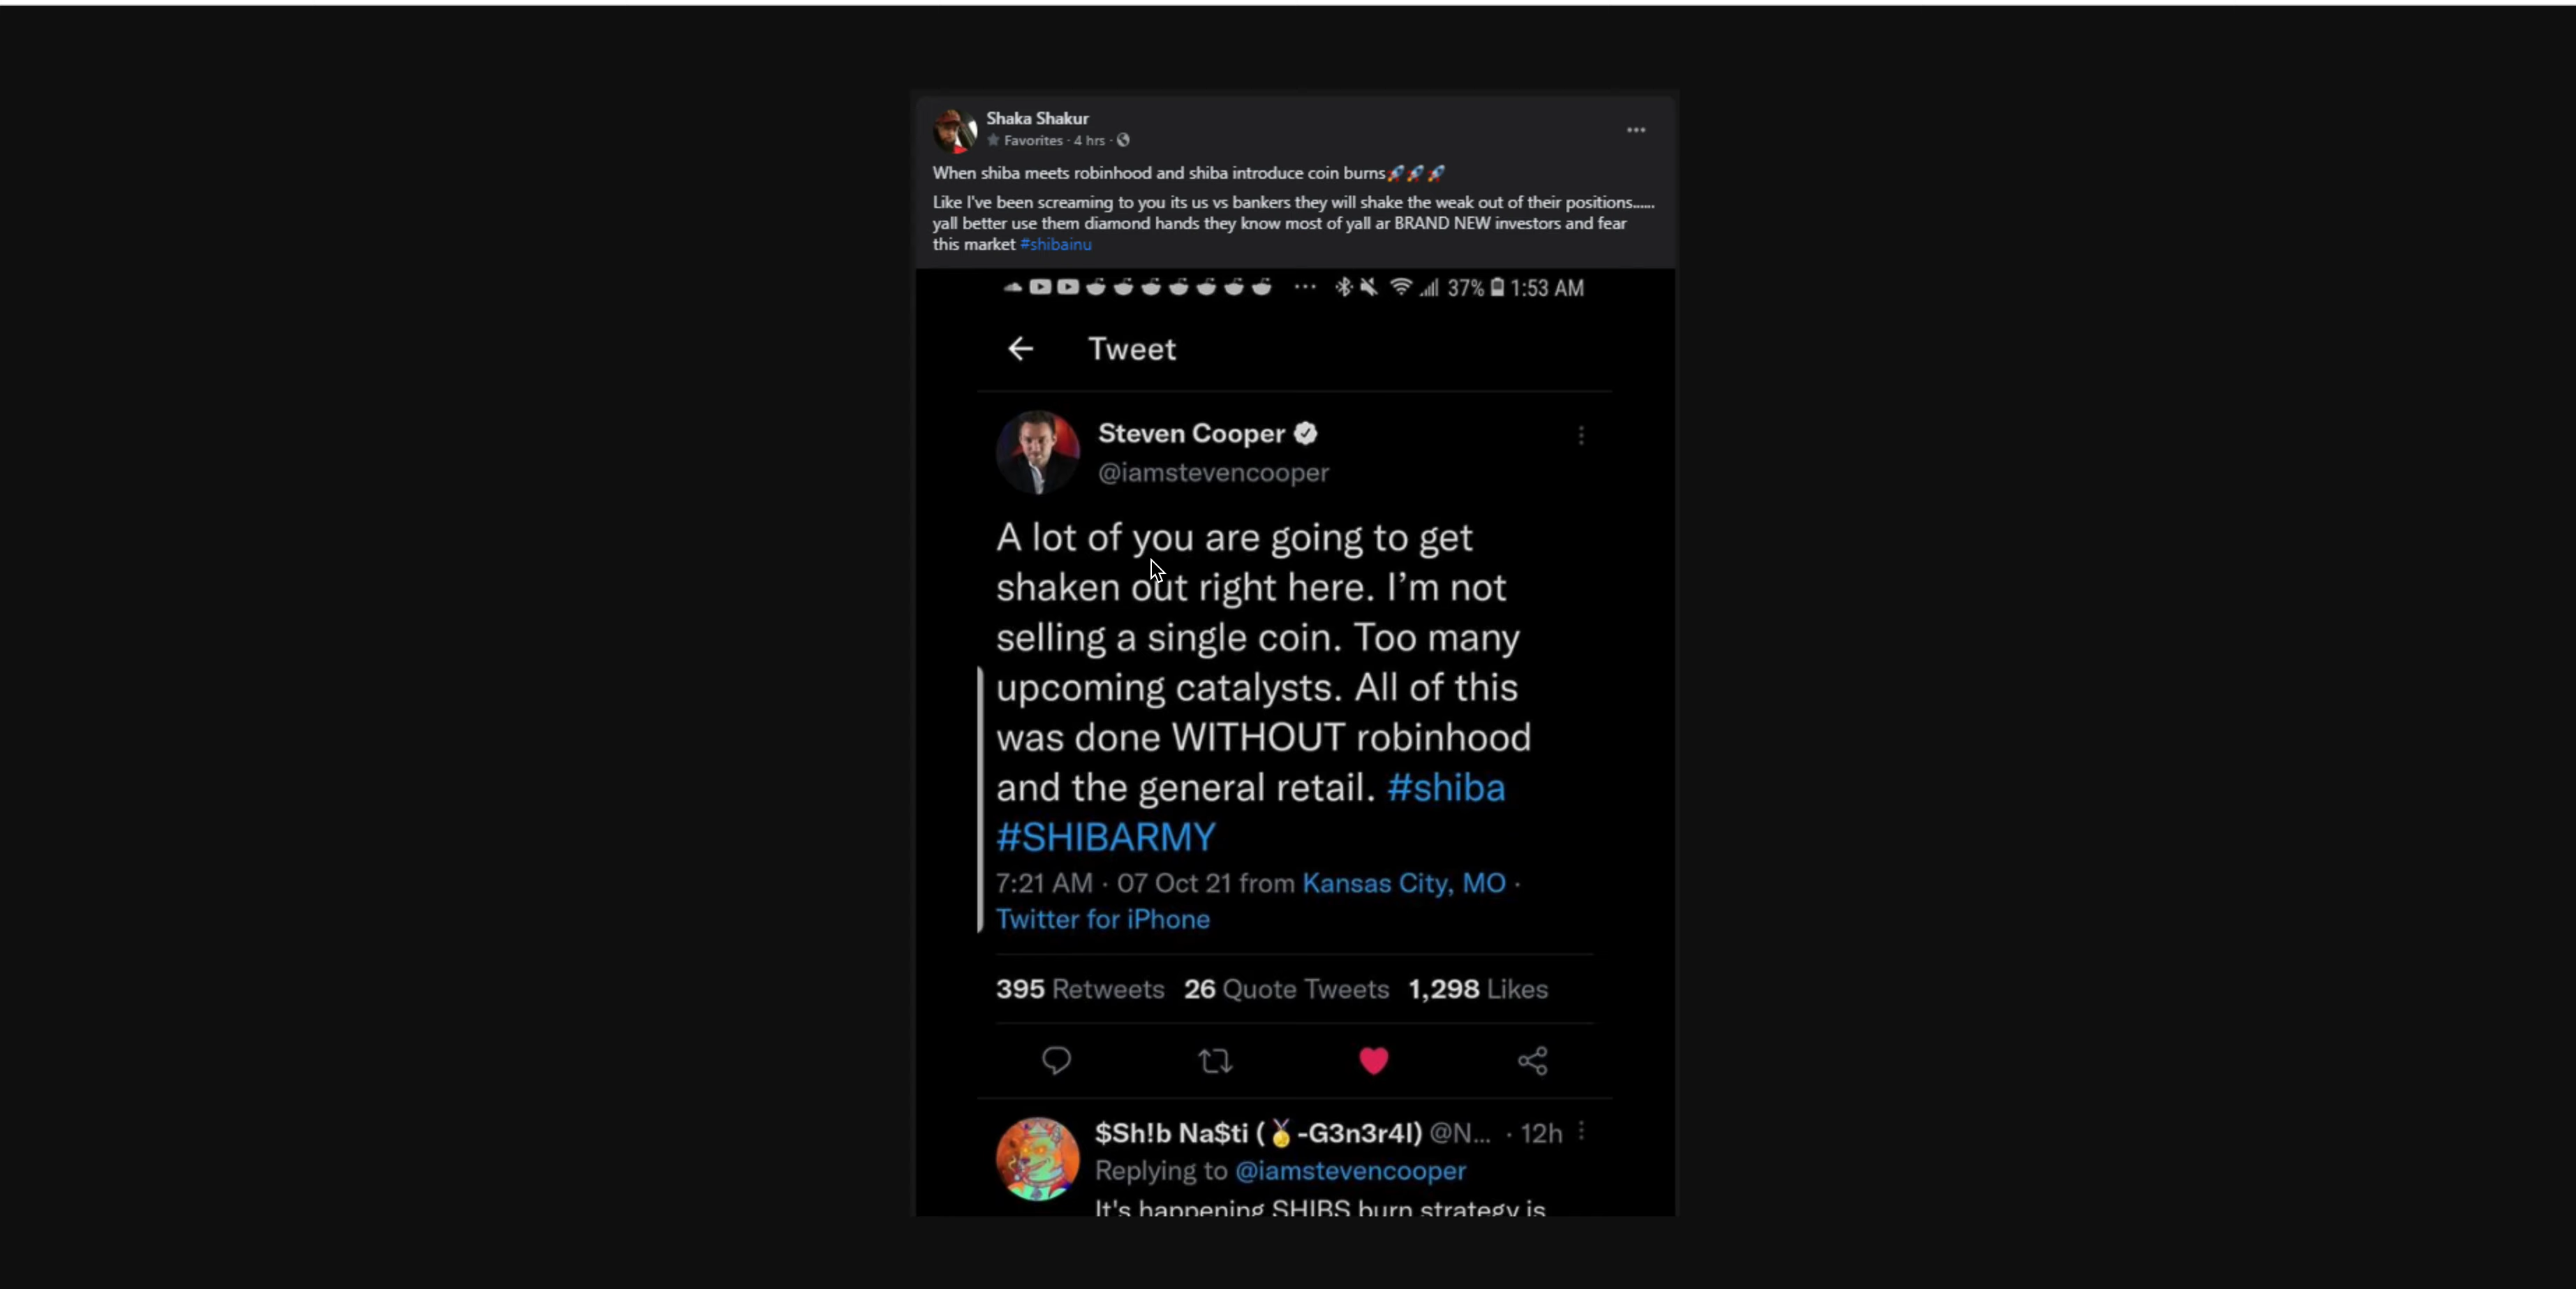 Shaka Shakur
Favorites · 4 hrs ·
When shiba meets robinhood and shiba introduce coin burns🚀🚀🚀
Like I've been screaming to you its us vs bankers they will shake the weak out of their positions......
yall better use them diamond hands they know most of yall ar BRAND NEW investors and fear
this market #shibainu
37% 1:53 AM
Tweet
Steven Cooper
@iamstevencooper
A lot of you are going to get
shaken out right here. I’m not
selling a single coin. Too many
upcoming catalysts. All of this
was done WITHOUT robinhood
and the general retail. #shiba
#SHIBARMY
7:21 AM · 07 Oct 21 from Kansas City, MO ·
Twitter for iPhone
395 Retweets 26 Quote Tweets 1,298 Likes
$Sh!b Na$ti (🏅-G3n3r4l) @N... · 12h
Replying to @iamstevencooper
It's happening SHIBS burn strategy is